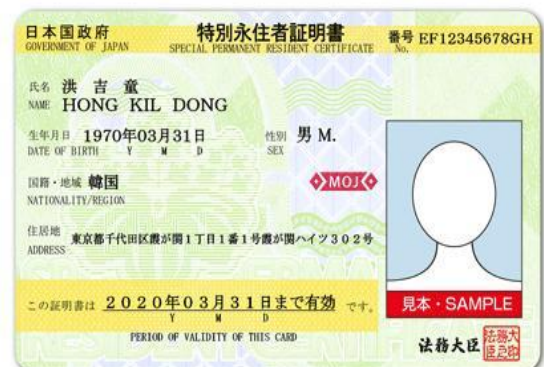 日本国政府 特別永住者証明書 番号 EF12345678GH
GOVERNMENT OF JAPAN SPECIAL PERMANENT RESIDENT CERTIFICATE No.
氏名 洪 吉 童
NAME HONG KIL DONG
生年月日 1970年03月31日 性別 男 M.
DATE OF BIRTH Y M D SEX
国籍・地域 韓国
NATIONALITY/REGION
MOJ
住居地 東京都千代田区霞が関1丁目1番1号霞が関ハイツ302号
ADDRESS
この証明書は 2020年03月31日まで有効 です。
Y M D
PERIOD OF VALIDITY OF THIS CARD
見本・SAMPLE
法務大臣